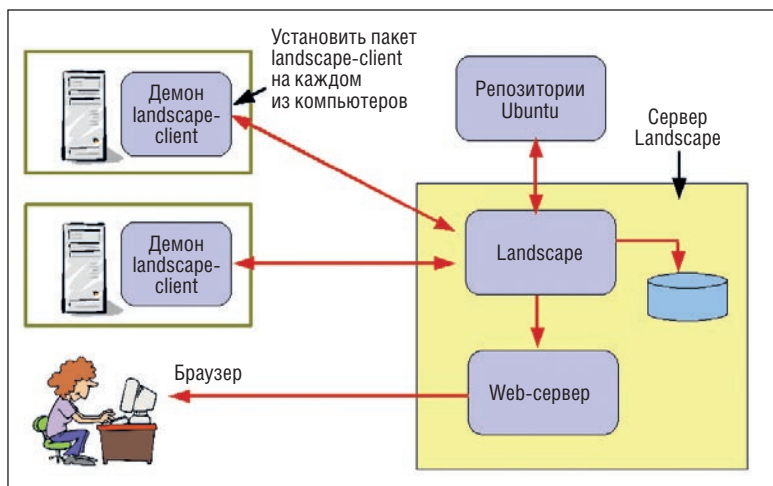 Установить пакет
landscape-client
на каждом
из компьютеров
Демон
landscape-
client
Репозитории
Ubuntu
Сервер
Landscape
Демон
landscape-
client
Landscape
Браузер
Web-сервер